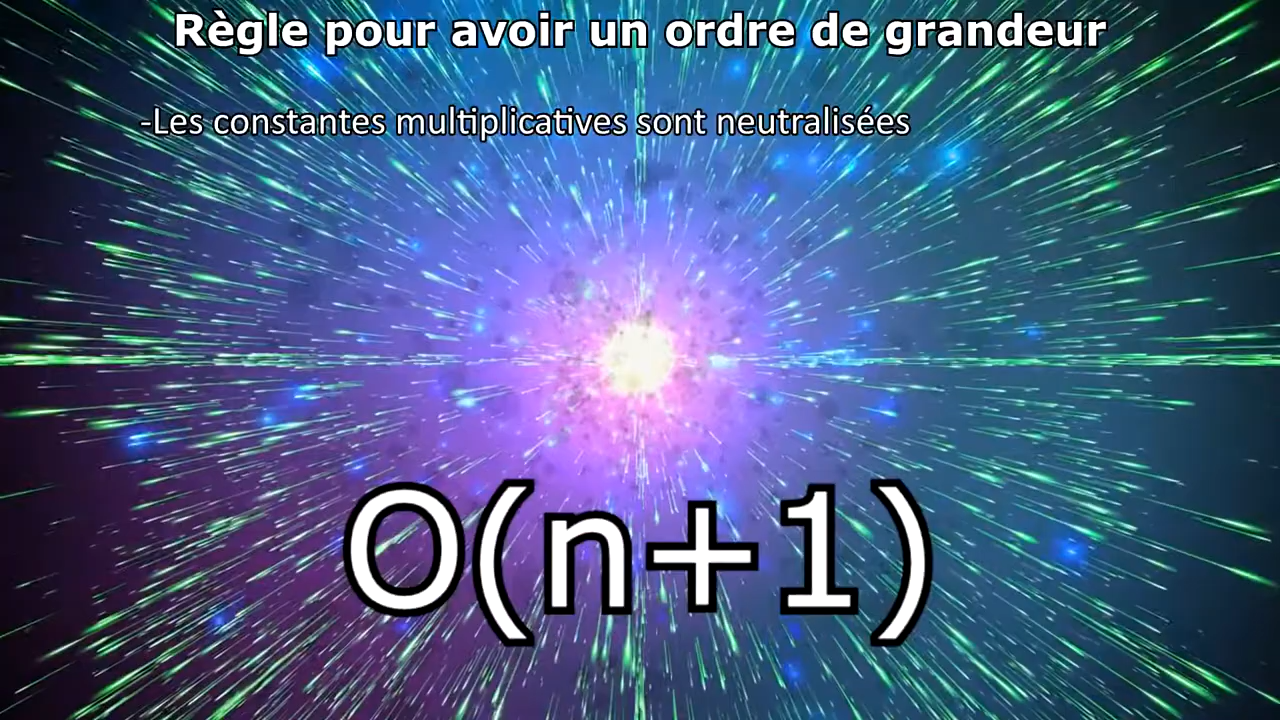 Règle pour avoir un ordre de grandeur
-Les constantes multiplicatives sont neutralisées
O(n+1)